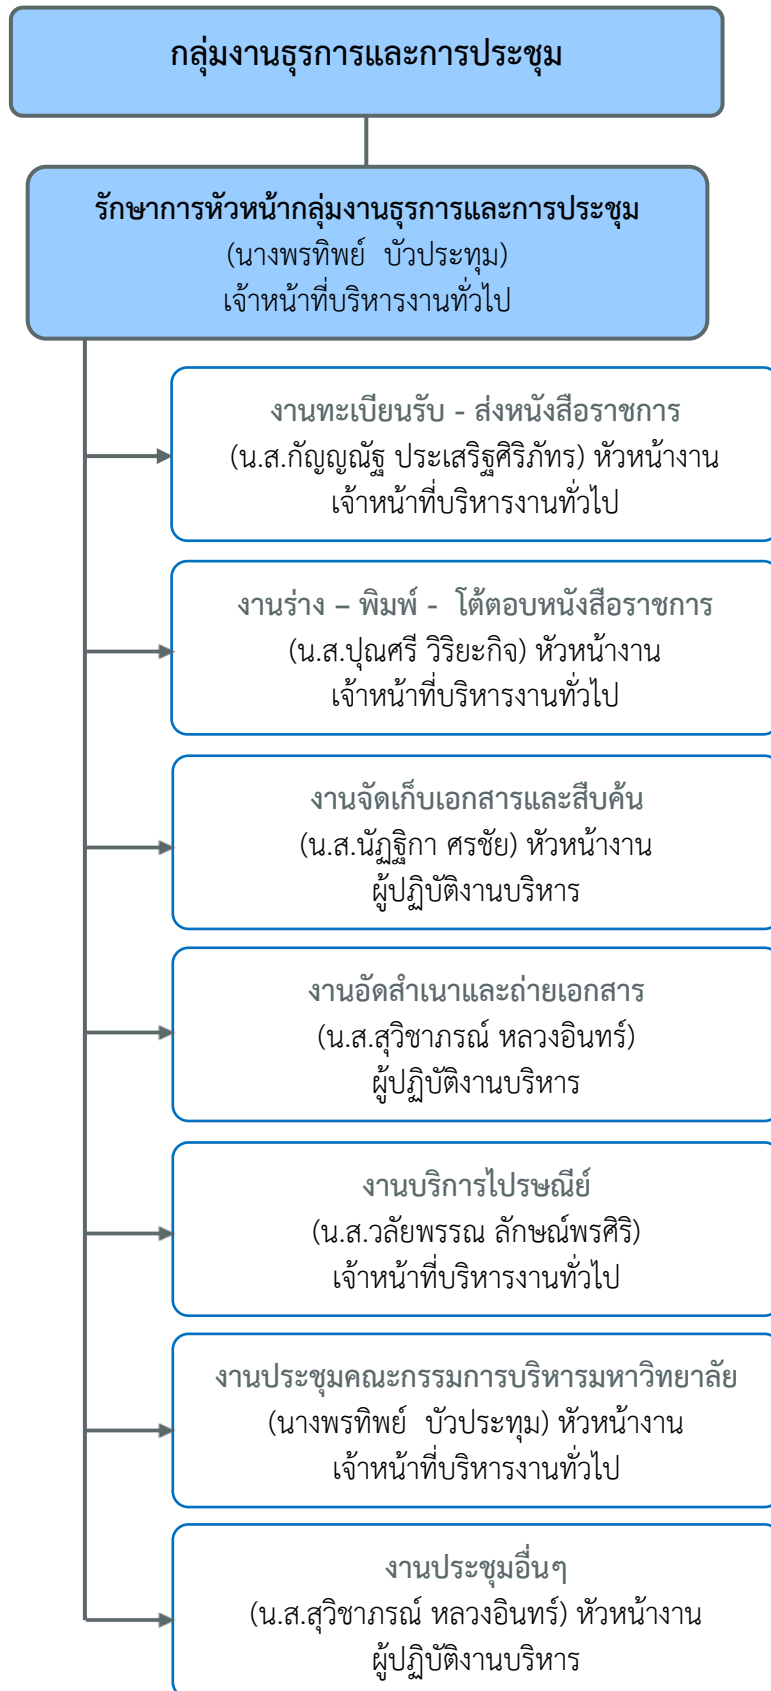 กลุ่มงานธุรการและการประชุม
รักษาการหัวหน้ากลุ่มงานธุรการและการประชุม
(นางพรทิพย์  บัวประทุม)
เจ้าหน้าที่บริหารงานทั่วไป
งานทะเบียนรับ - ส่งหนังสือราชการ
(น.ส.กัญญณัฐ ประเสริฐศิริภัทร) หัวหน้างาน
เจ้าหน้าที่บริหารงานทั่วไป
งานร่าง – พิมพ์ -  โต้ตอบหนังสือราชการ
(น.ส.ปุณศรี วิริยะกิจ) หัวหน้างาน
เจ้าหน้าที่บริหารงานทั่วไป
งานจัดเก็บเอกสารและสืบค้น
(น.ส.นัฏฐิกา ศรชัย) หัวหน้างาน
ผู้ปฏิบัติงานบริหาร
งานอัดสำเนาและถ่ายเอกสาร
(น.ส.สุวิชาภรณ์ หลวงอินทร์)
ผู้ปฏิบัติงานบริหาร
งานบริการไปรษณีย์
(น.ส.วลัยพรรณ ลักษณ์พรศิริ)
เจ้าหน้าที่บริหารงานทั่วไป
งานประชุมคณะกรรมการบริหารมหาวิทยาลัย
(นางพรทิพย์  บัวประทุม) หัวหน้างาน
เจ้าหน้าที่บริหารงานทั่วไป
งานประชุมอื่นๆ
(น.ส.สุวิชาภรณ์ หลวงอินทร์) หัวหน้างาน
ผู้ปฏิบัติงานบริหาร